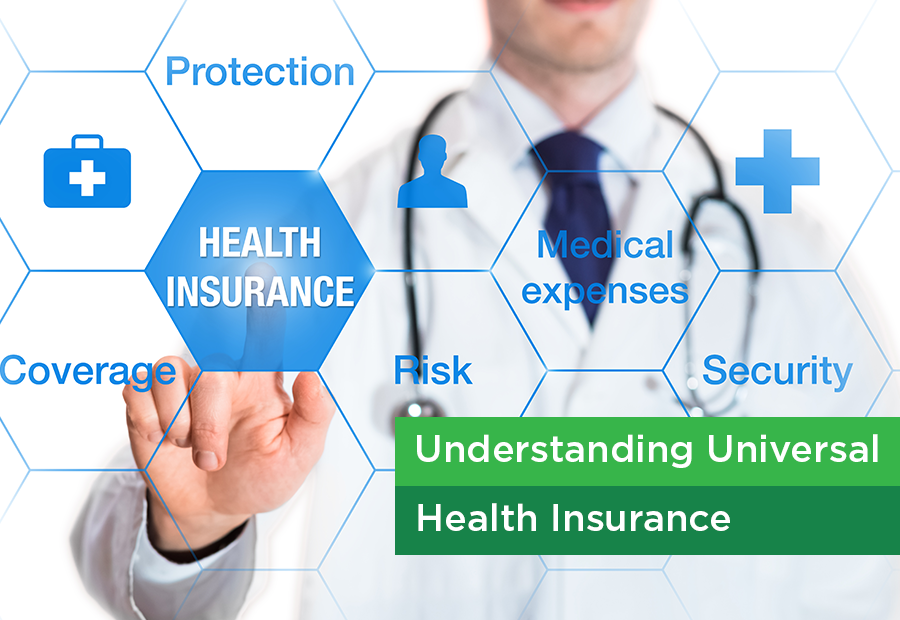 Protection
HEALTH
INSURANCE
Medical
expenses
Coverage
Risk
Security
Understanding Universal
Health Insurance